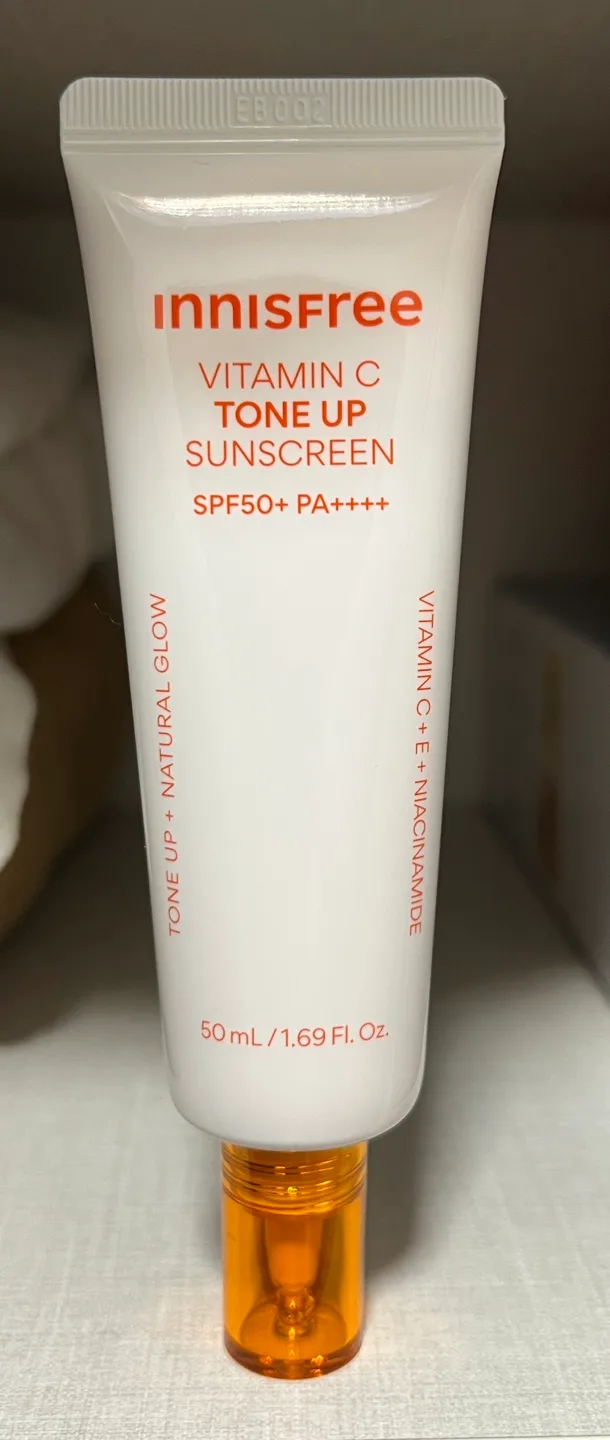 EB002
innisfree
VITAMIN C
TONE UP
SUNSCREEN
SPF50+ PA++++
TONE UP + NATURAL GLOW
VITAMIN C + E + NIACINAMIDE
50 mL / 1.69 Fl. Oz.